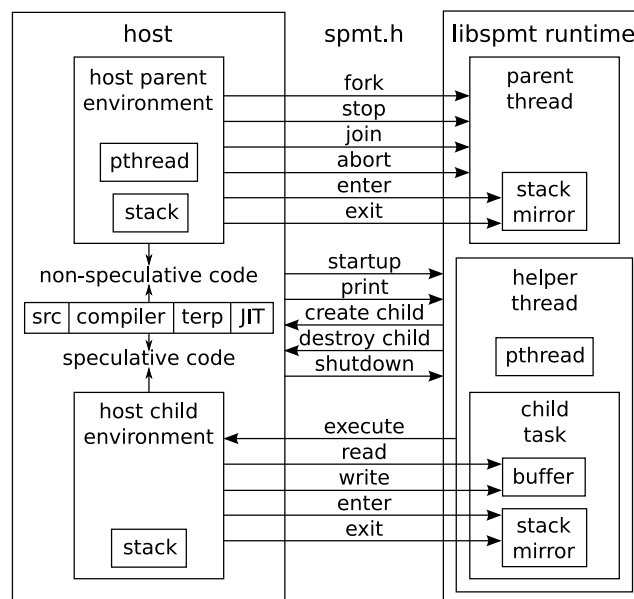 host
spmt.h
libspmt runtime
host parent
environment
pthread
stack
fork
stop
join
abort
enter
exit
parent
thread
stack
mirror
non-speculative code
src compiler terp JIT
speculative code
startup
print
create child
destroy child
shutdown
helper
thread
pthread
host child
environment
stack
execute
read
write
enter
exit
child
task
buffer
stack
mirror